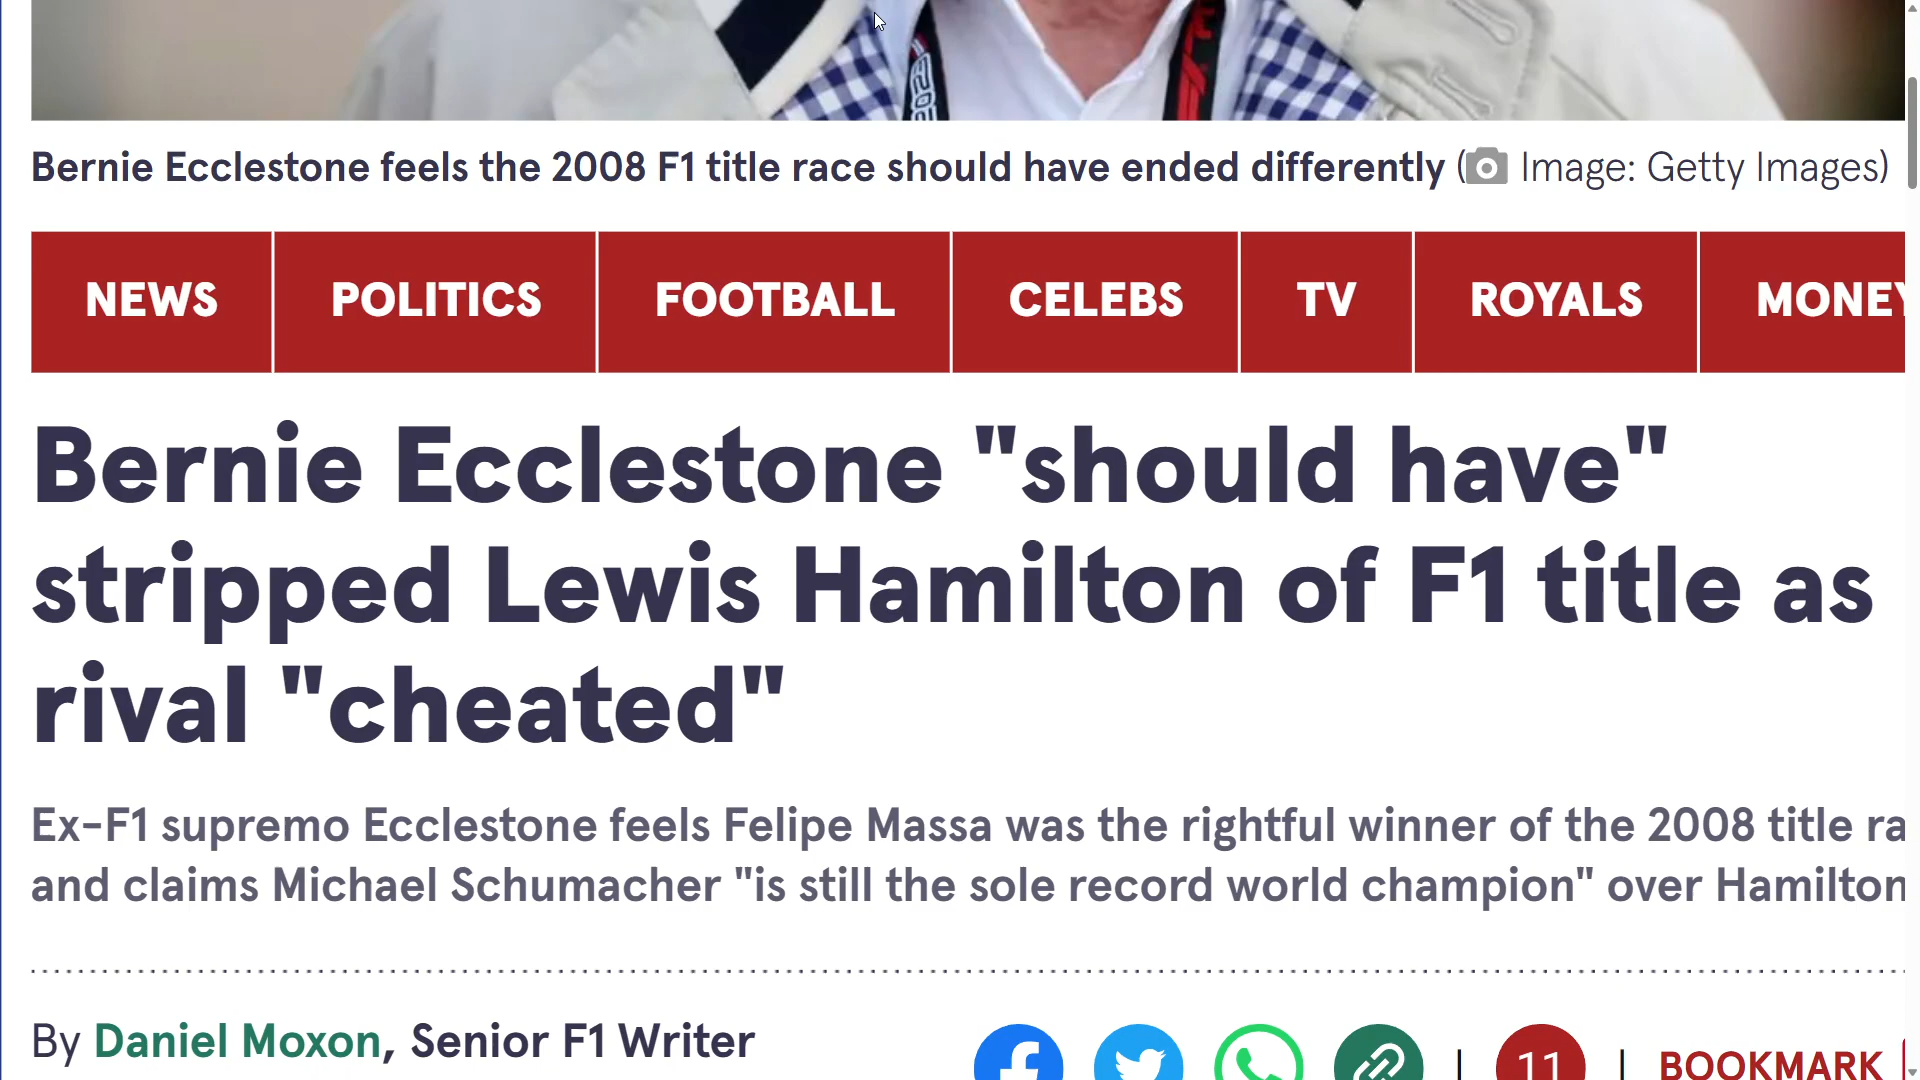 Bernie Ecclestone feels the 2008 F1 title race should have ended differently ( Image: Getty Images)
NEWS POLITICS FOOTBALL CELEBS TV ROYALS MONEY
Bernie Ecclestone "should have"
stripped Lewis Hamilton of F1 title as
rival "cheated"
Ex-F1 supremo Ecclestone feels Felipe Massa was the rightful winner of the 2008 title ra
and claims Michael Schumacher "is still the sole record world champion" over Hamilton
By Daniel Moxon, Senior F1 Writer
11 | BOOKMARK